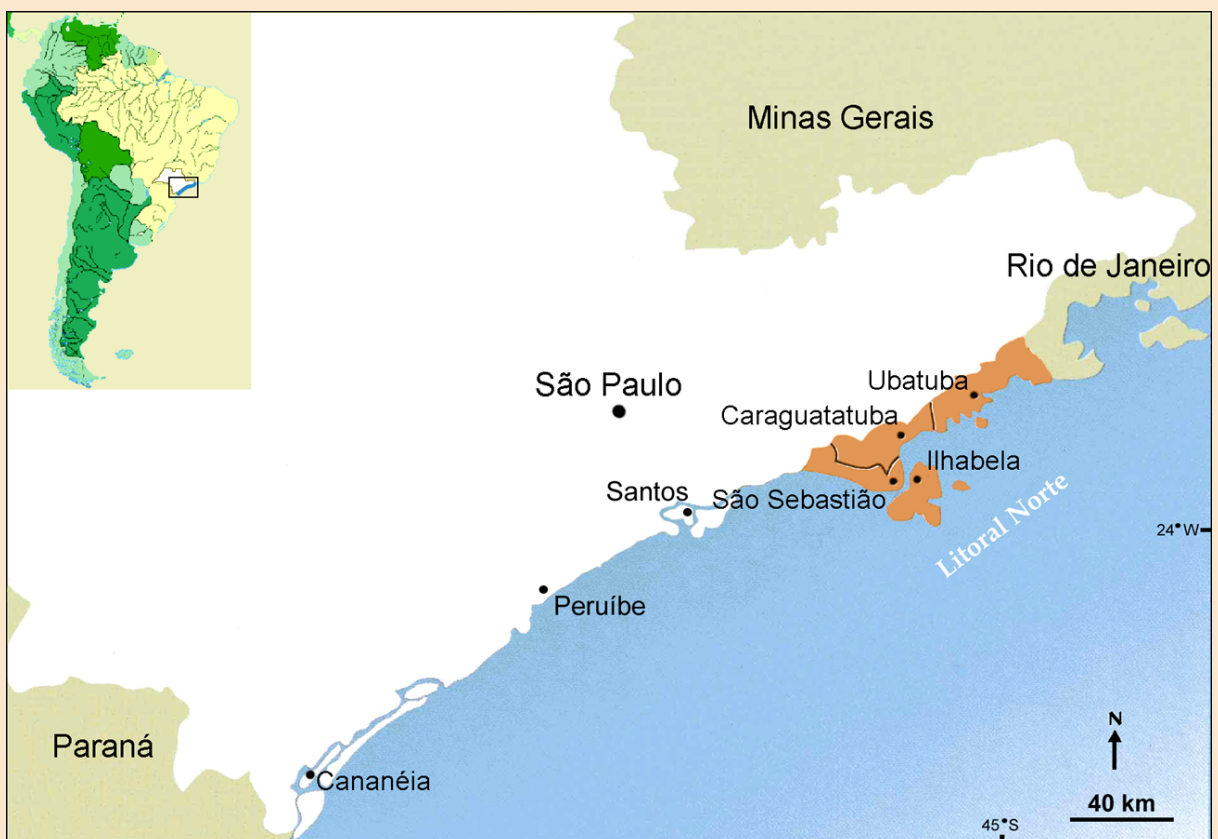 Minas Gerais
Rio de Janeiro
São Paulo
Ubatuba
Caraguatatuba
Ilhabela
Santos
São Sebastião
Litoral Norte
24°W
Peruíbe
Paraná
Cananéia
N
40 km
45°S